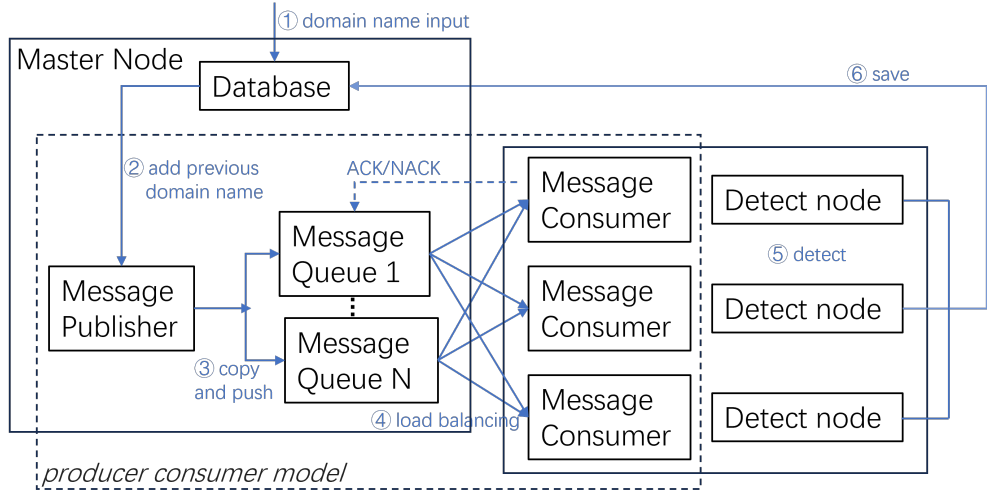 ① domain name input
Master Node
Database
⑥ save
② add previous
domain name
ACK/NACK
Message
Consumer
Detect node
Message
Queue 1
⑤ detect
Message
Publisher
Message
Consumer
Detect node
Message
Queue N
③ copy
and push
④ load balancing
Message
Consumer
Detect node
producer consumer model